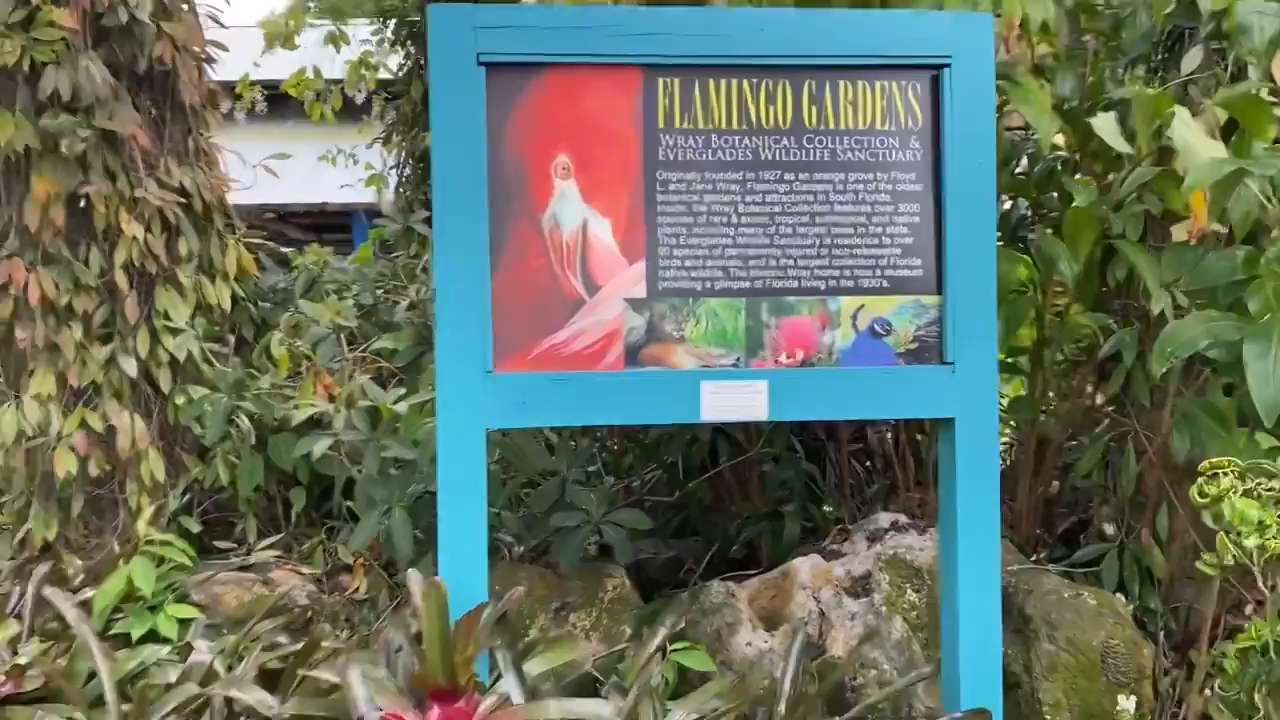 FLAMINGO GARDENS
WRAY BOTANICAL COLLECTION &
EVERGLADES WILDLIFE SANCTUARY
Originally founded in 1927 as an orange grove by Floyd
L. and Jane Wray, Flamingo Gardens is one of the oldest
botanical gardens and attractions in South Florida.
Inside, the Wray Botanical Collection features over 3000
species of rare & exotic, tropical, subtropical, and native
plants, including many of the largest trees in the state.
The Everglades Wildlife Sanctuary is residence to over
90 species of permanently injured or non-releasable
birds and animals, and is the largest collection of Florida
native wildlife. The historic Wray home is now a museum
providing a glimpse of Florida living in the 1930's.